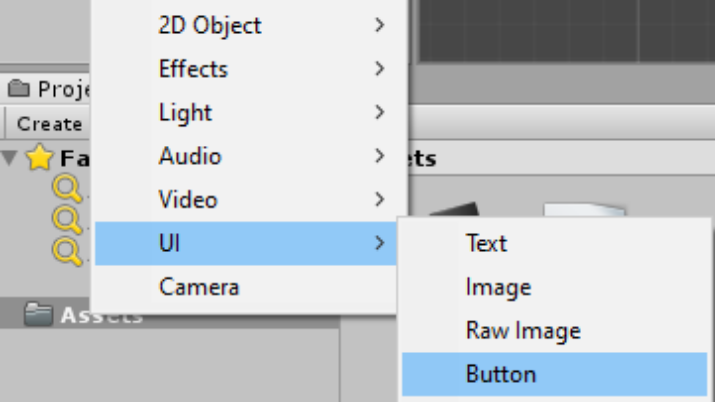 2D Object
Effects
Proje
Light
Create
Audio
Fa
ets
Video
UI
Text
Camera
Image
Assets
Raw Image
Button